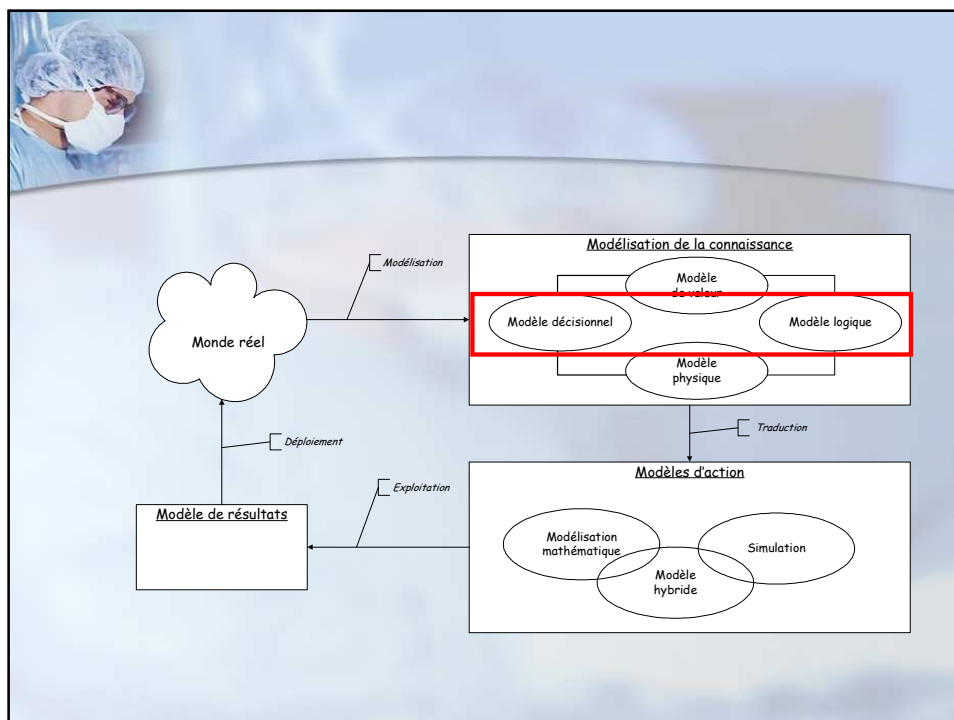 Modélisation de la connaissance
Modélisation
Modèle
de valeur
Modèle décisionnel
Modèle logique
Monde réel
Modèle
physique
Traduction
Déploiement
Modèles d'action
Exploitation
Modèle de résultats
Modélisation
mathématique
Simulation
Modèle
hybride